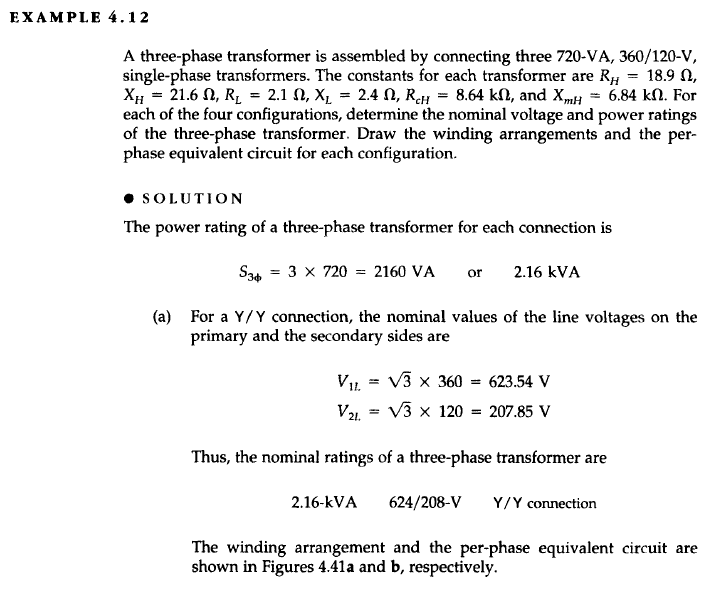 EXAMPLE 4.12
A three-phase transformer is assembled by connecting three 720-VA, 360/120-V,
single-phase transformers. The constants for each transformer are R_H = 18.9 Ω,
X_H = 21.6 Ω, R_L = 2.1 Ω, X_L = 2.4 Ω, R_cH = 8.64 kΩ, and X_mH = 6.84 kΩ. For
each of the four configurations, determine the nominal voltage and power ratings
of the three-phase transformer. Draw the winding arrangements and the per-
phase equivalent circuit for each configuration.
● SOLUTION
The power rating of a three-phase transformer for each connection is
S_3ϕ = 3 × 720 = 2160 VA or 2.16 kVA
(a) For a Y/Y connection, the nominal values of the line voltages on the
primary and the secondary sides are
V_1L = √3 × 360 = 623.54 V
V_2L = √3 × 120 = 207.85 V
Thus, the nominal ratings of a three-phase transformer are
2.16-kVA 624/208-V Y/Y connection
The winding arrangement and the per-phase equivalent circuit are
shown in Figures 4.41a and b, respectively.